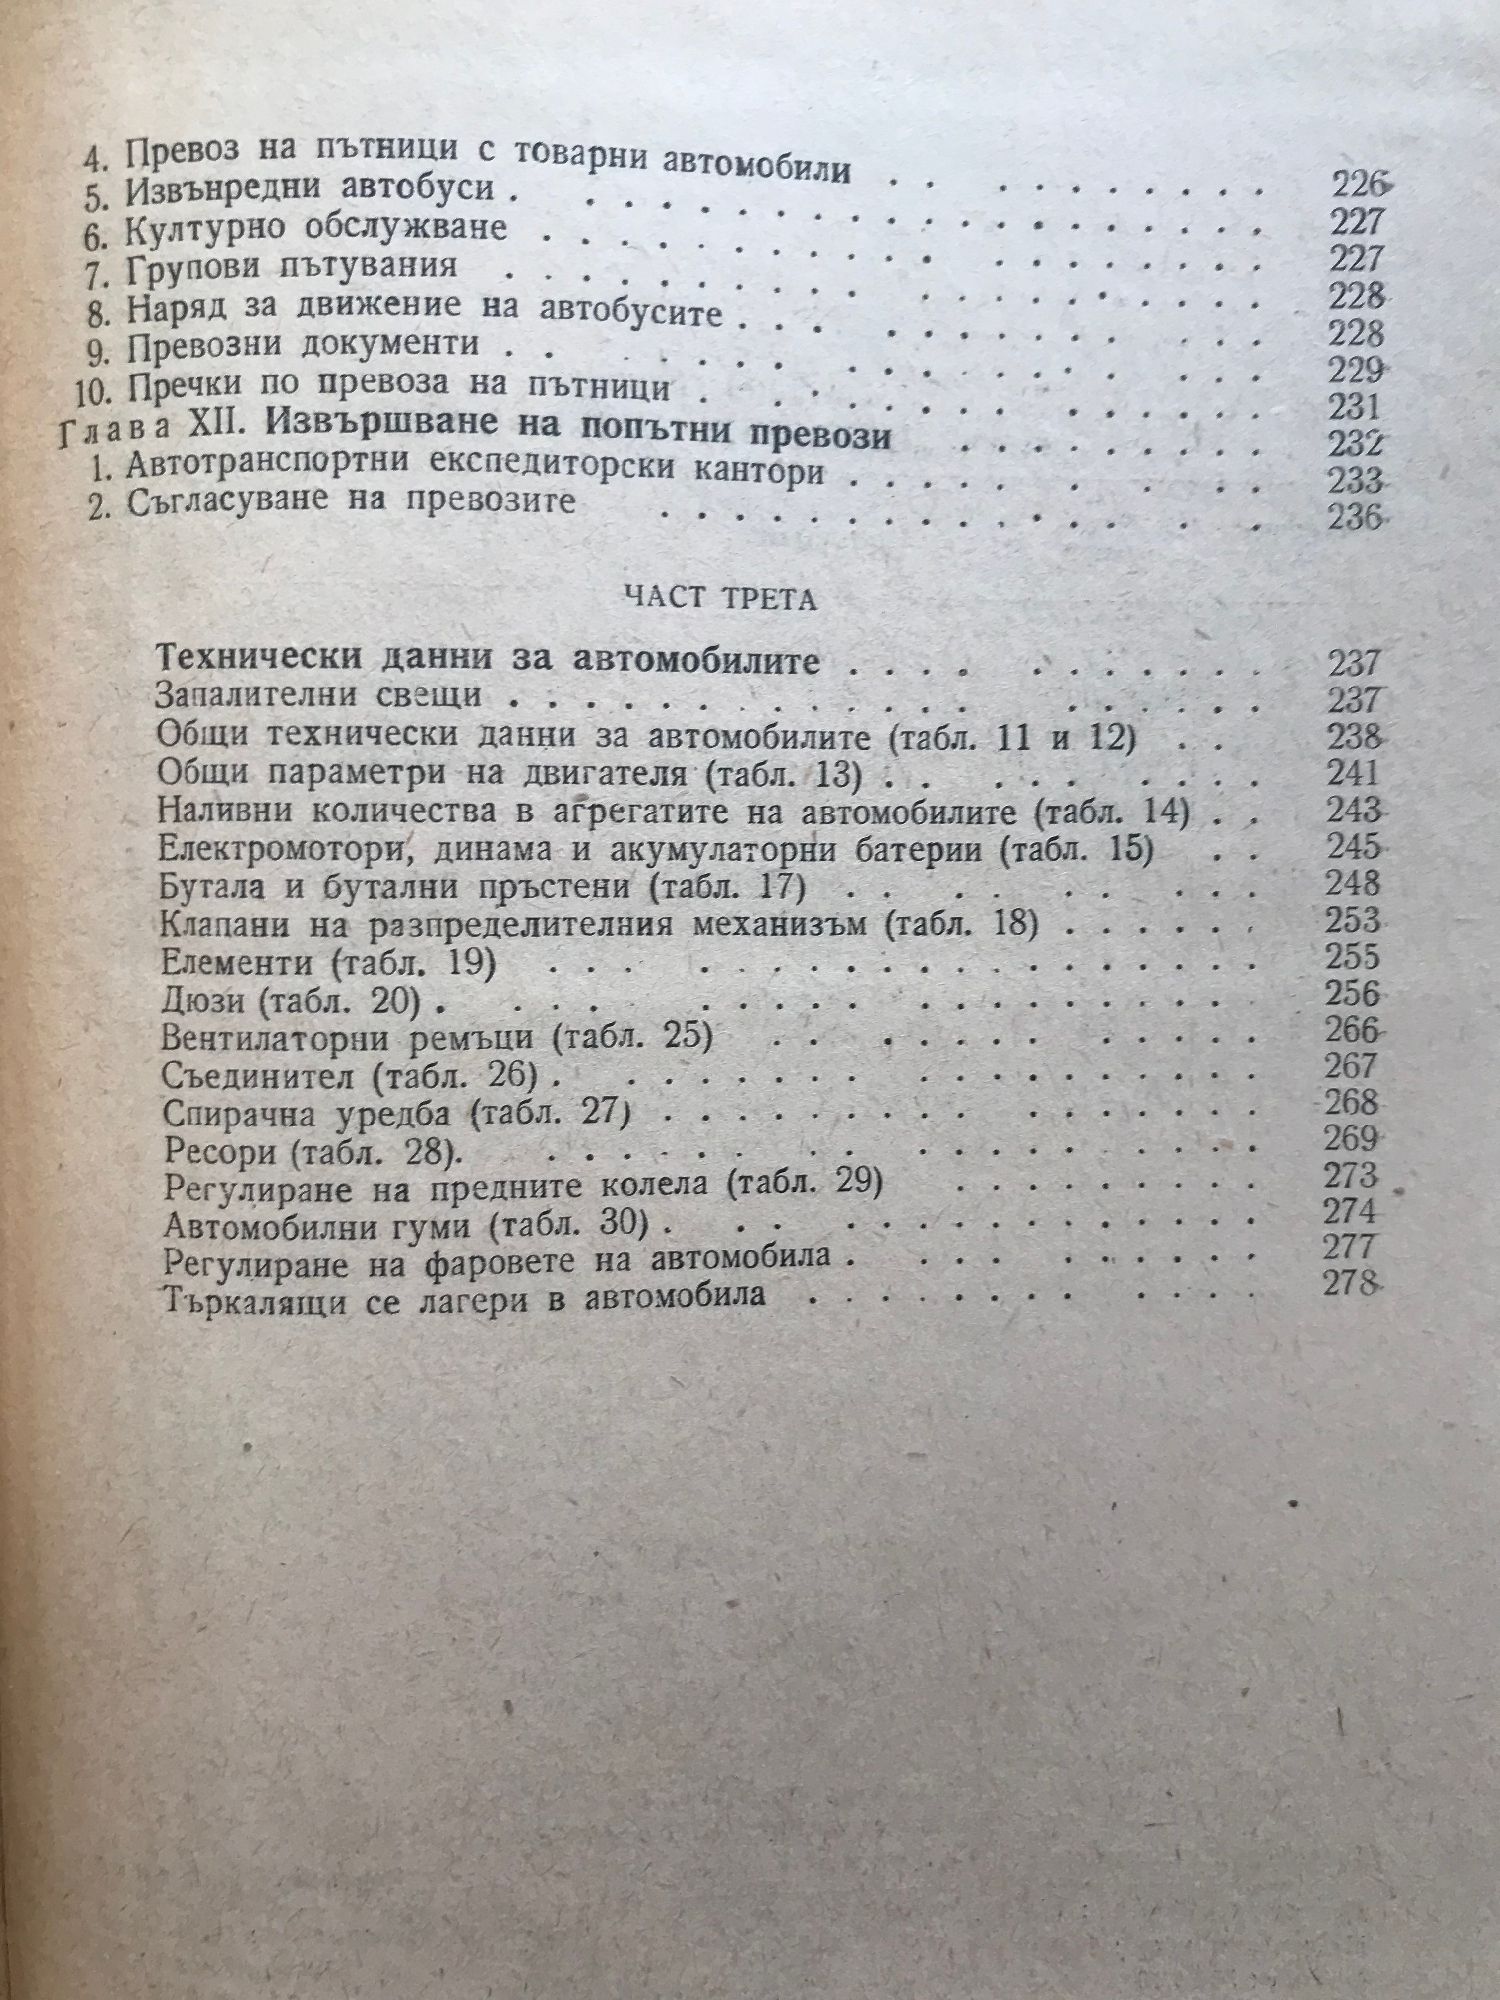 4. Превоз на пътници с товарни автомобили . . . . . . . . . . 226
5. Извънредни автобуси . . . . . . . . . . . . . . . . . . . 227
6. Културно обслужване . . . . . . . . . . . . . . . . . . . 227
7. Групови пътувания . . . . . . . . . . . . . . . . . . . . 228
8. Наряд за движение на автобусите . . . . . . . . . . . . . 228
9. Превозни документи . . . . . . . . . . . . . . . . . . . 229
10. Пречки по превоза на пътници . . . . . . . . . . . . . . 231
Глава XII. Извършване на попътни превози . . . . . . . . . . 232
1. Автотранспортни експедиторски кантори . . . . . . . . . . 233
2. Съгласуване на превозите . . . . . . . . . . . . . . . . 236
ЧАСТ ТРЕТА
Технически данни за автомобилите . . . . . . . . . . . 237
Запалителни свещи . . . . . . . . . . . . . . . . . . 237
Общи технически данни за автомобилите (табл. 11 и 12) . . 238
Общи параметри на двигателя (табл. 13) . . . . . . . . . 241
Наливни количества в агрегатите на автомобилите (табл. 14) . . 243
Електромотори, динама и акумулаторни батерии (табл. 15) . . 245
Бутала и бутални пръстени (табл. 17) . . . . . . . . . 248
Клапани на разпределителния механизъм (табл. 18) . . . . . . 253
Елементи (табл. 19) . . . . . . . . . . . . . . . . . . 255
Дюзи (табл. 20) . . . . . . . . . . . . . . . . . . . 256
Вентилаторни ремъци (табл. 25) . . . . . . . . . . . . 266
Съединител (табл. 26) . . . . . . . . . . . . . . . . . 267
Спирачна уредба (табл. 27) . . . . . . . . . . . . . . . 268
Ресори (табл. 28). . . . . . . . . . . . . . . . . . . 269
Регулиране на предните колела (табл. 29) . . . . . . . . . 273
Автомобилни гуми (табл. 30) . . . . . . . . . . . . . . 274
Регулиране на фаровете на автомобила . . . . . . . . . . 277
Търкалящи се лагери в автомобила . . . . . . . . . . . . 278